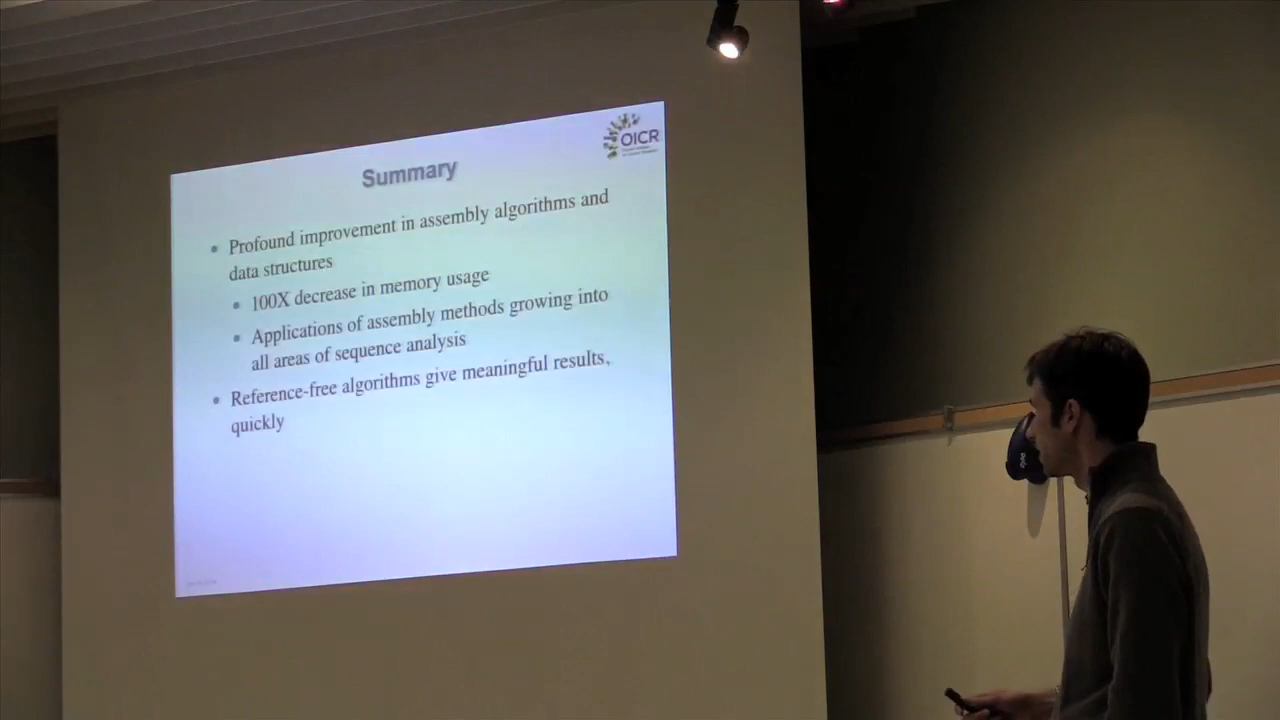 OICR
Summary
• Profound improvement in assembly algorithms and
data structures
• 100X decrease in memory usage
• Applications of assembly methods growing into
all areas of sequence analysis
• Reference-free algorithms give meaningful results,
quickly